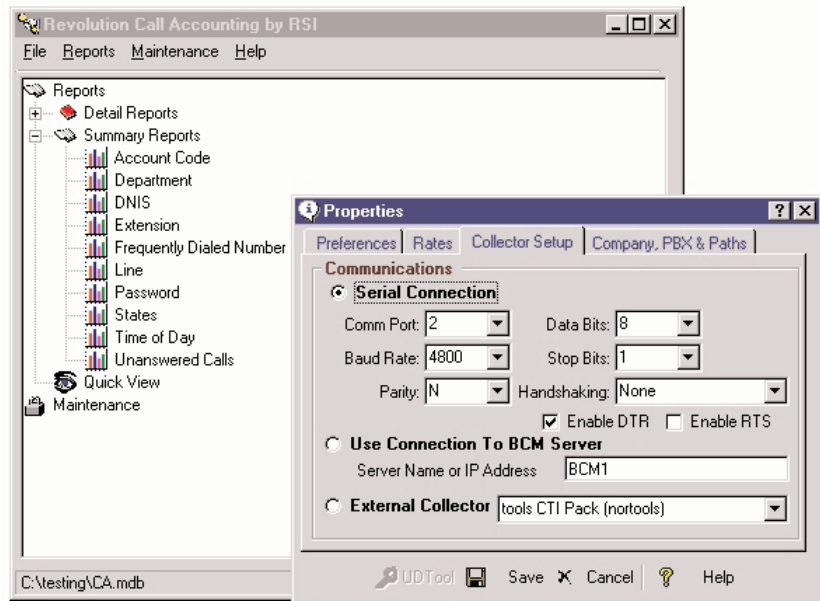 Revolution Call Accounting by RSI
File Reports Maintenance Help
Reports
Detail Reports
Summary Reports
Account Code
Department
DNIS
Extension
Frequently Dialed Number
Line
Password
States
Time of Day
Unanswered Calls
Quick View
Maintenance
C:\testing\CA.mdb
Properties
Preferences Rates Collector Setup Company, PBX & Paths
Communications
Serial Connection
Comm Port: 2 Data Bits: 8
Baud Rate: 4800 Stop Bits: 1
Parity: N Handshaking: None
Enable DTR Enable RTS
Use Connection To BCM Server
Server Name or IP Address BCM1
External Collector tools CTI Pack (nortools)
UDTool Save Cancel Help